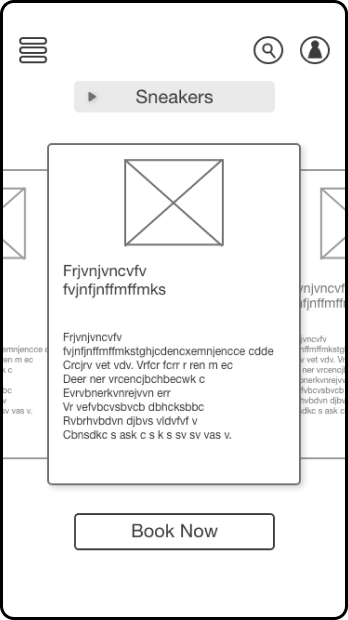 Sneakers
Frjvnjvncvfv
fvjnfjnffmffmks
Frjvnjvncvfv
fvjnfjnffmffmkstghjcdencxemnjencce cdde
Crcjrv vet vdv. Vrfcr fcrr r ren m ec
Deer ner vrcencjbchbecwk c
Evrvbnerkvnrejvvn err
Vr vefvbcvsbvcb dbhcksbbc
Rvbrhvbdvn djbvs vldvfvf v
Cbnsdkc s ask c s k s sv sv vas v.
Book Now